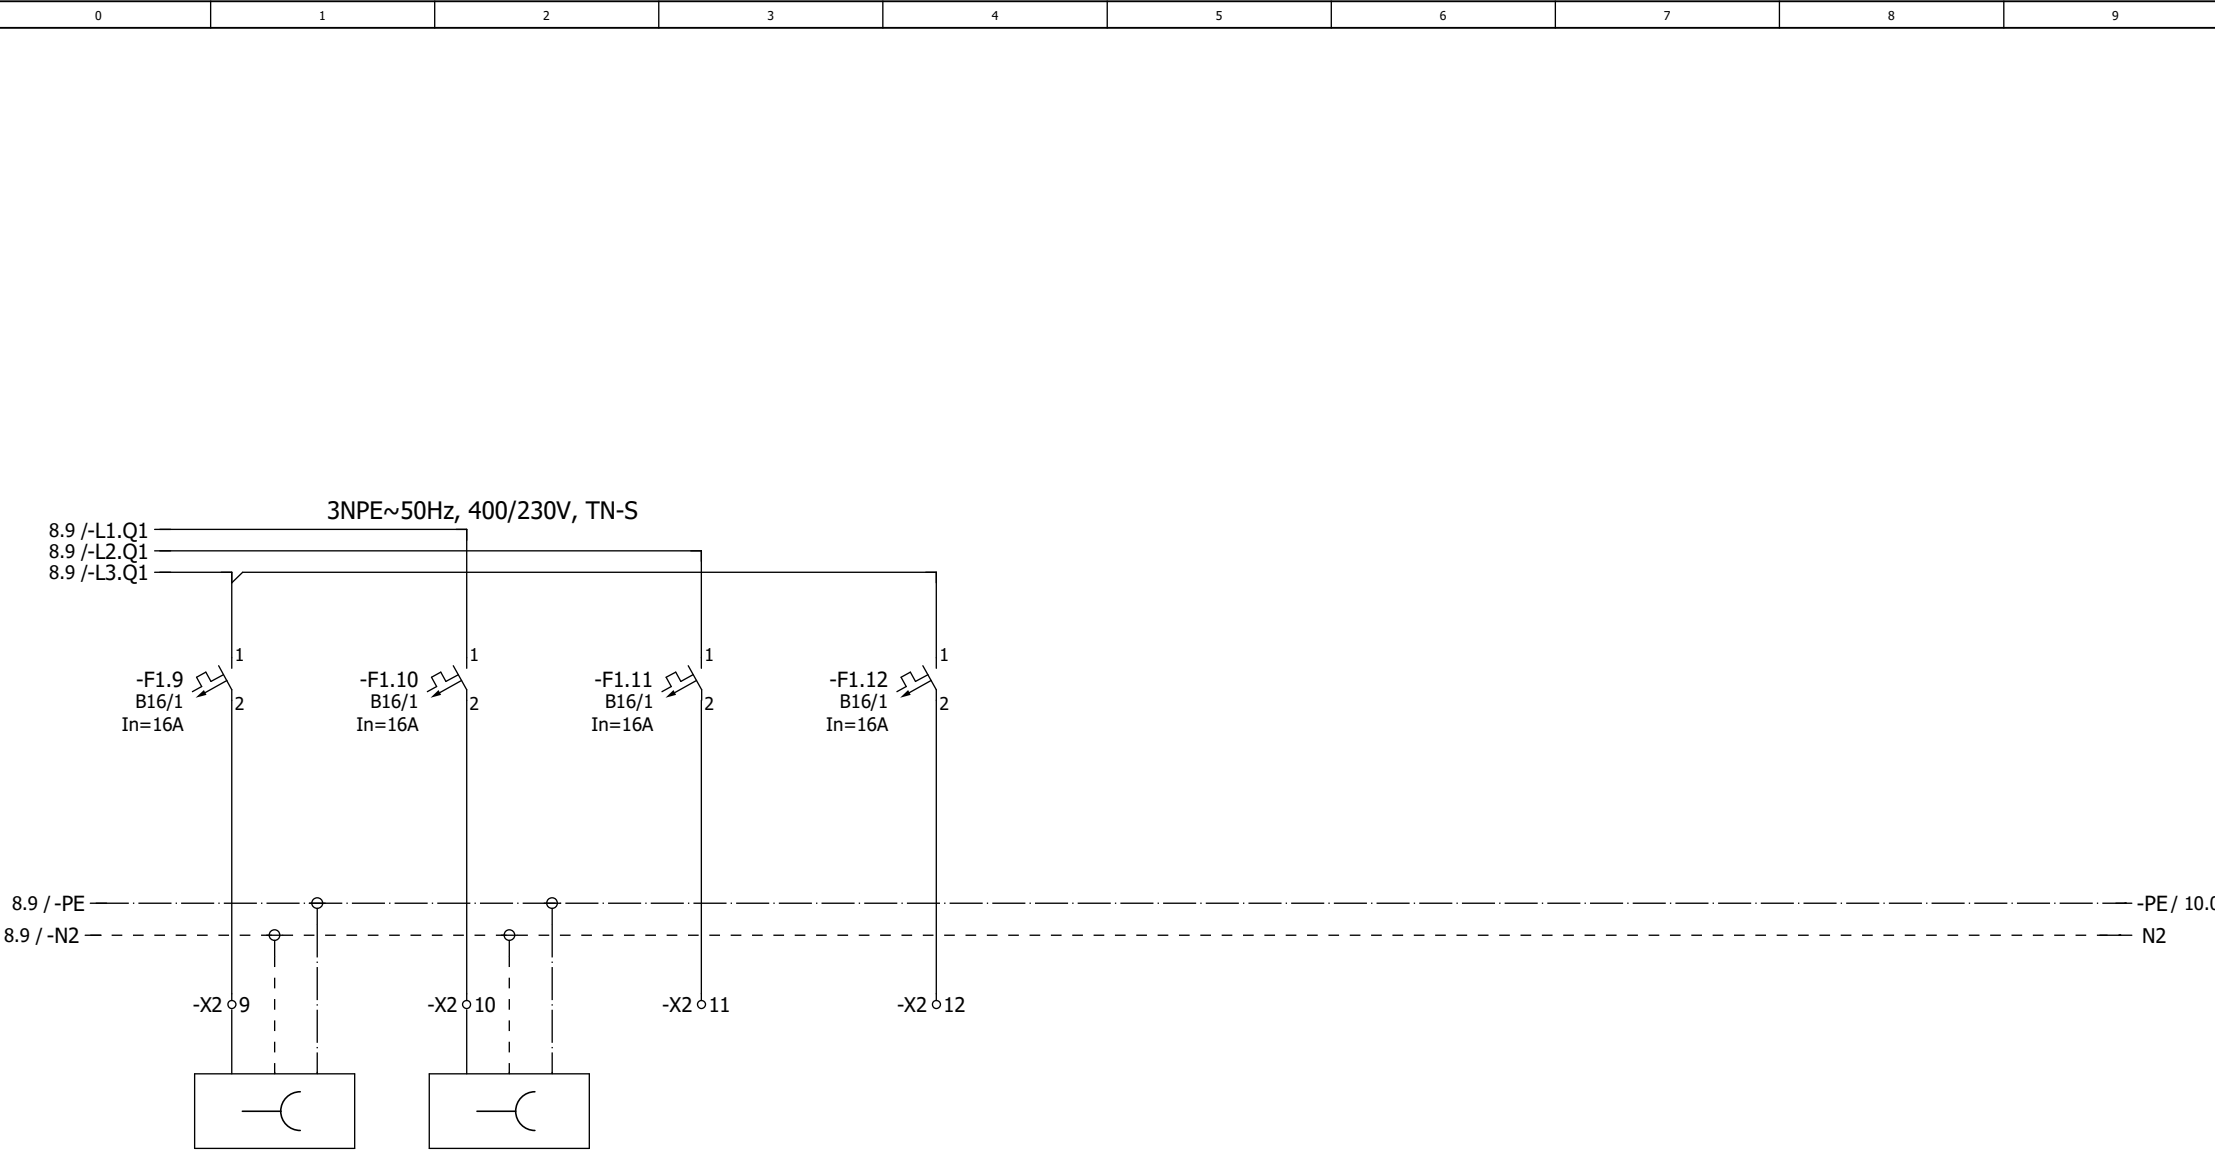 0 1 2 3 4 5 6 7 8 9
3NPE~50Hz, 400/230V, TN-S
8.9 /-L1.Q1
8.9 /-L2.Q1
8.9 /-L3.Q1
1 1 1 1
-F1.9 -F1.10 -F1.11 -F1.12
B16/1 B16/1 B16/1 B16/1
2 2 2 2
In=16A In=16A In=16A In=16A
8.9 / -PE -PE / 10.0
8.9 / -N2 N2
-X2 9 -X2 10 -X2 11 -X2 12